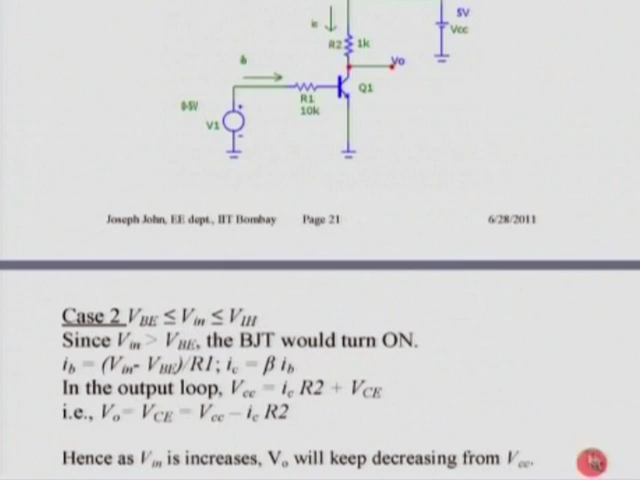 5V
Vcc
ic
R2 1k
Vo
ib
Q1
R1
10k
0-5V
V1
Joseph John, EE dept., IIT Bombay Page 21 6/28/2011
Case 2 VBE ≤ Vin ≤ VIH
Since Vin > VBE, the BJT would turn ON.
ib = (Vin- VBE)/R1; ic = β ib
In the output loop, Vcc = ic R2 + VCE
i.e., Vo= VCE = Vcc – ic R2
Hence as Vin is increases, Vo will keep decreasing from Vcc.